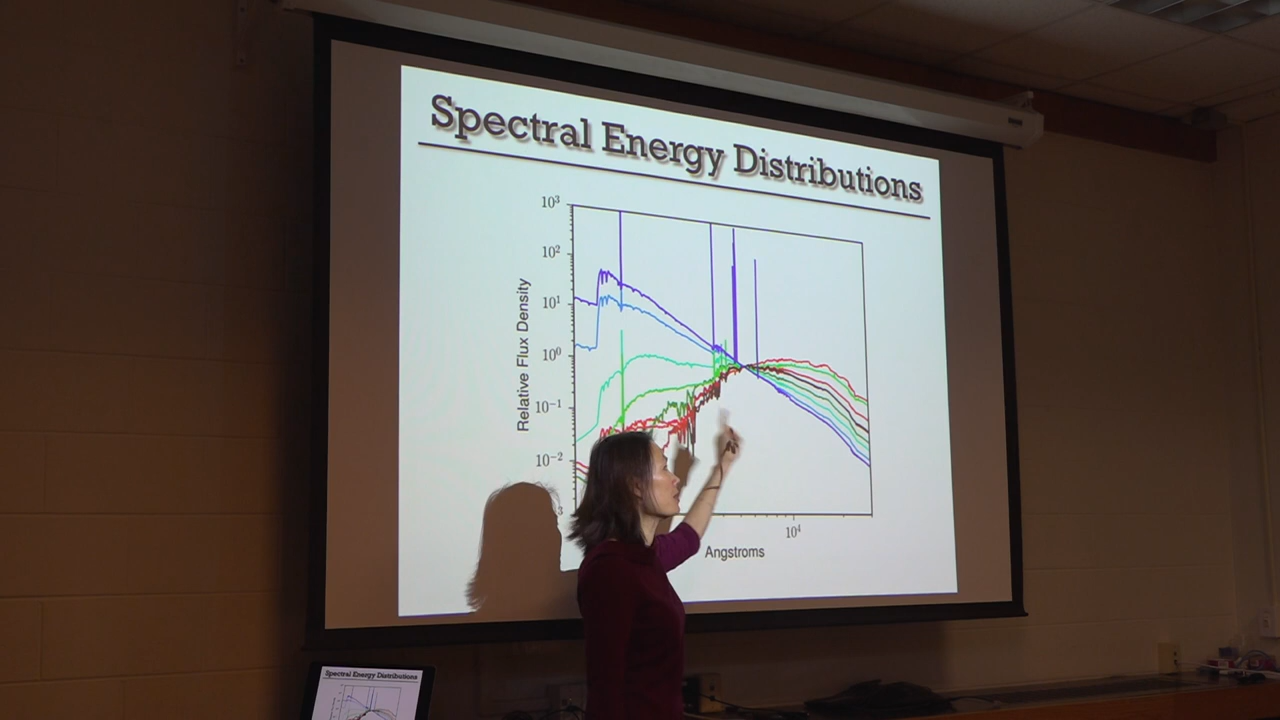 Spectral Energy Distributions
10³
10²
10¹
10⁰
10⁻¹
10⁻²
3
Relative Flux Density
10⁴
Angstroms
Spectral Energy Distributions